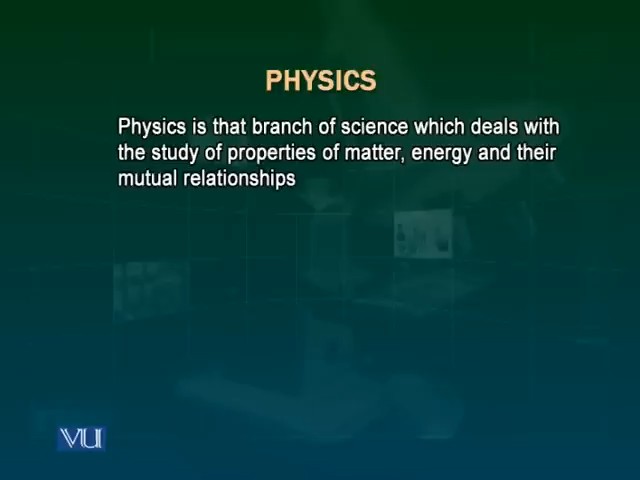 PHYSICS
Physics is that branch of science which deals with
the study of properties of matter, energy and their
mutual relationships
VU